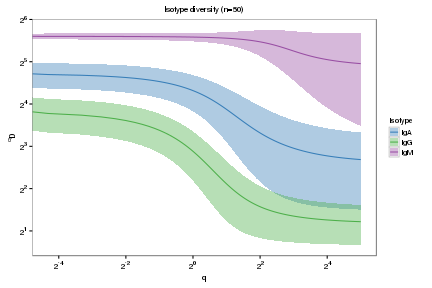 Isotype diversity (n=50)
2^6
2^5
2^4
2^3
2^2
2^1
qD
2^-4
2^-2
2^0
2^2
2^4
q
Isotype
IgA
IgG
IgM